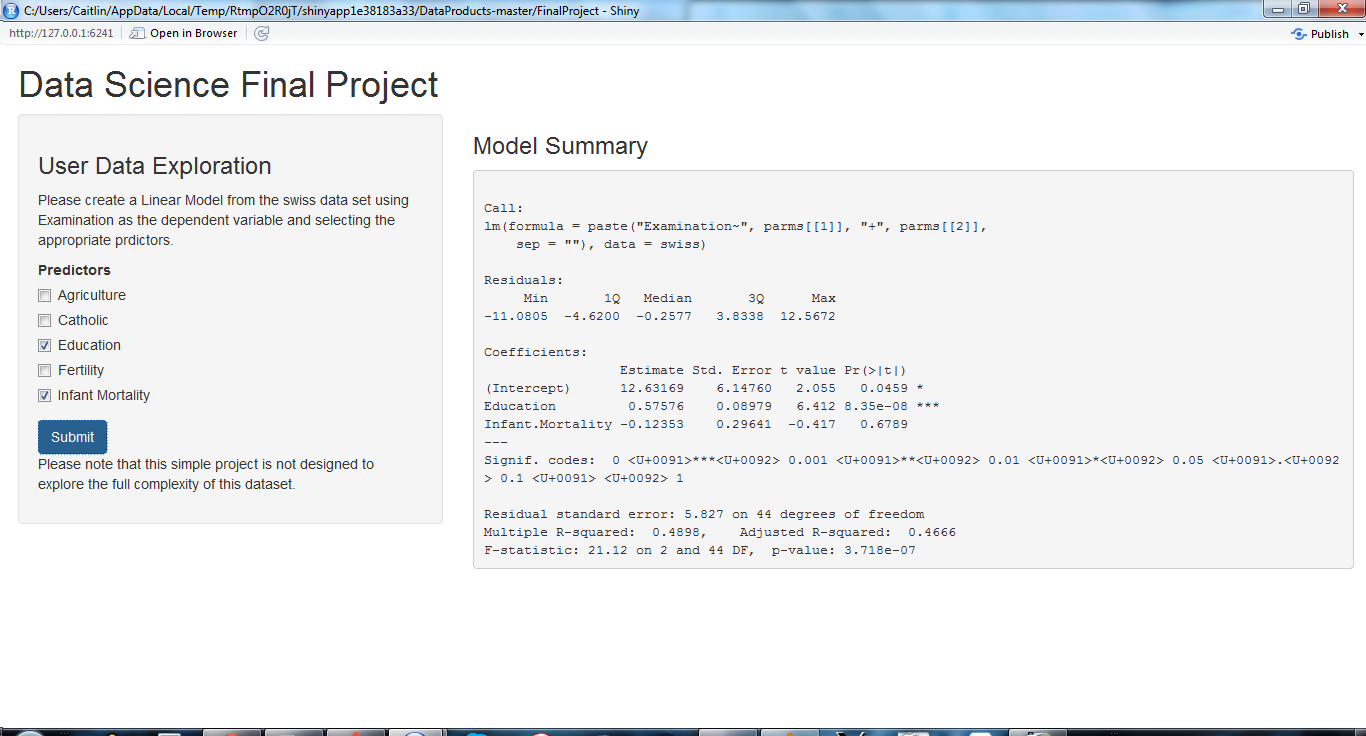 C:/Users/Caitlin/AppData/Local/Temp/RtmpO2R0jT/shinyapp1e38183a33/DataProducts-master/FinalProject - Shiny
http://127.0.0.1:6241 Open in Browser Publish
Data Science Final Project
User Data Exploration
Please create a Linear Model from the swiss data set using
Examination as the dependent variable and selecting the
appropriate prdictors.
Predictors
Agriculture
Catholic
Education
Fertility
Infant Mortality
Submit
Please note that this simple project is not designed to
explore the full complexity of this dataset.
Model Summary
Call:
lm(formula = paste("Examination~", parms[[1]], "+", parms[[2]],
    sep = ""), data = swiss)
Residuals:
     Min       1Q   Median       3Q      Max
-11.0805  -4.6200  -0.2577   3.8338  12.5672
Coefficients:
                 Estimate Std. Error t value Pr(>|t|)
(Intercept)      12.63169    6.14760   2.055   0.0459 *
Education         0.57576    0.08979   6.412 8.35e-08 ***
Infant.Mortality -0.12353    0.29641  -0.417   0.6789
---
Signif. codes:  0 <U+0091>***<U+0092> 0.001 <U+0091>**<U+0092> 0.01 <U+0091>*<U+0092> 0.05 <U+0091>.<U+0092
> 0.1 <U+0091> <U+0092> 1
Residual standard error: 5.827 on 44 degrees of freedom
Multiple R-squared:  0.4898,    Adjusted R-squared:  0.4666
F-statistic: 21.12 on 2 and 44 DF,  p-value: 3.718e-07